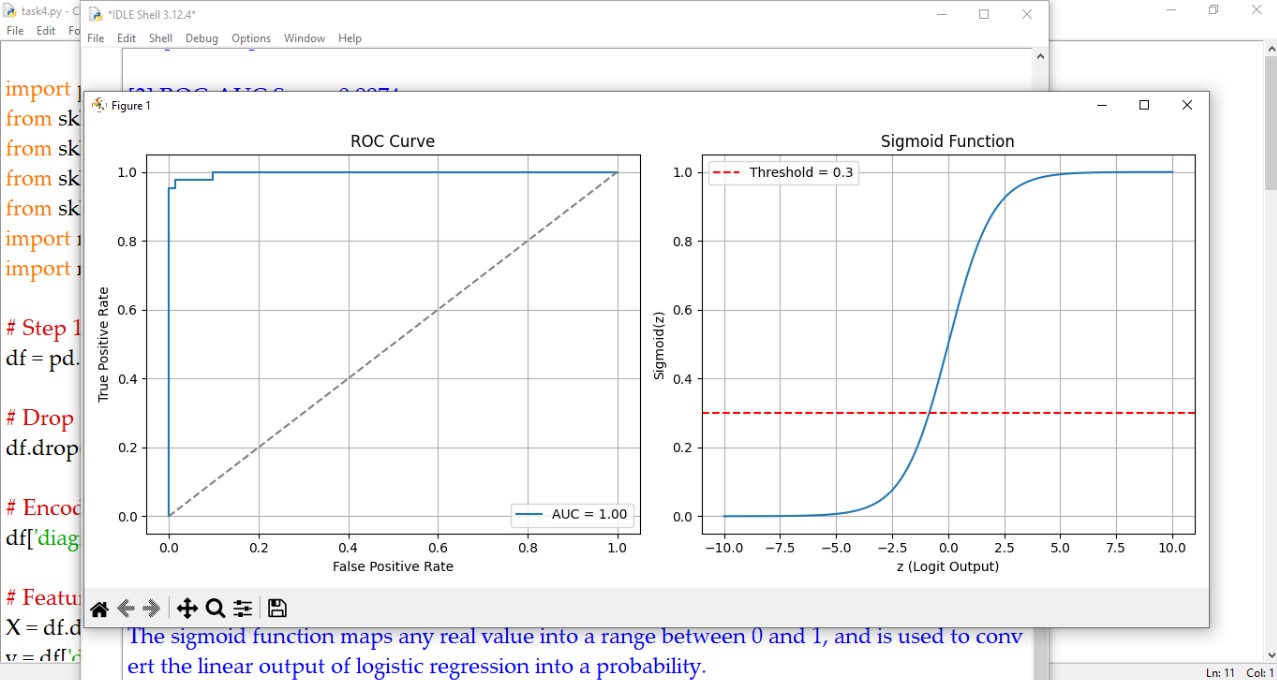 task4.py - C
File Edit Fo
*IDLE Shell 3.12.4*
File Edit Shell Debug Options Window Help
import
from sk
from sk
from sk
from sk
import
import
# Step 1
df = pd.
# Drop
df.drop
# Encod
df['diag
# Featu
X = df.d
y = df['d
Figure 1
ROC Curve
1.0
0.8
0.6
0.4
0.2
0.0
True Positive Rate
0.0 0.2 0.4 0.6 0.8 1.0
False Positive Rate
AUC = 1.00
Sigmoid Function
Threshold = 0.3
1.0
0.8
0.6
0.4
0.2
0.0
Sigmoid(z)
−10.0 −7.5 −5.0 −2.5 0.0 2.5 5.0 7.5 10.0
z (Logit Output)
The sigmoid function maps any real value into a range between 0 and 1, and is used to conv
ert the linear output of logistic regression into a probability.
Ln: 11 Col: 1